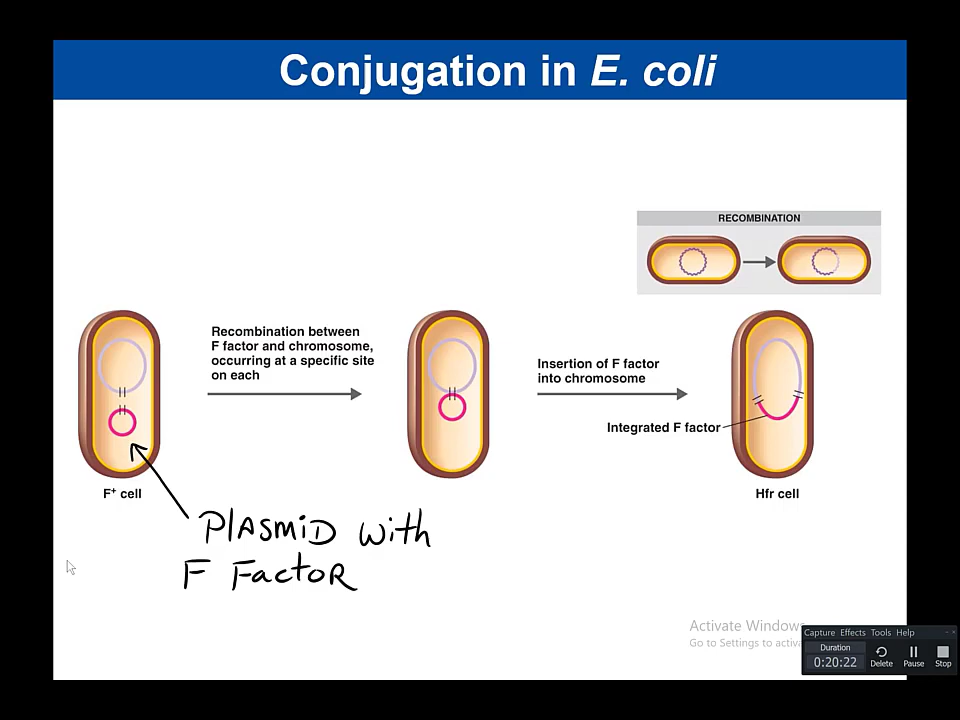 Conjugation in E. coli
RECOMBINATION
Recombination between
F factor and chromosome,
occurring at a specific site
on each
Insertion of F factor
into chromosome
Integrated F factor
F+ cell
Hfr cell
PLASMID with
F FactoR
Activate Windows
Go to Settings to
Capture Effects Tools Help
Duration
0:20:22
Delete Pause Stop